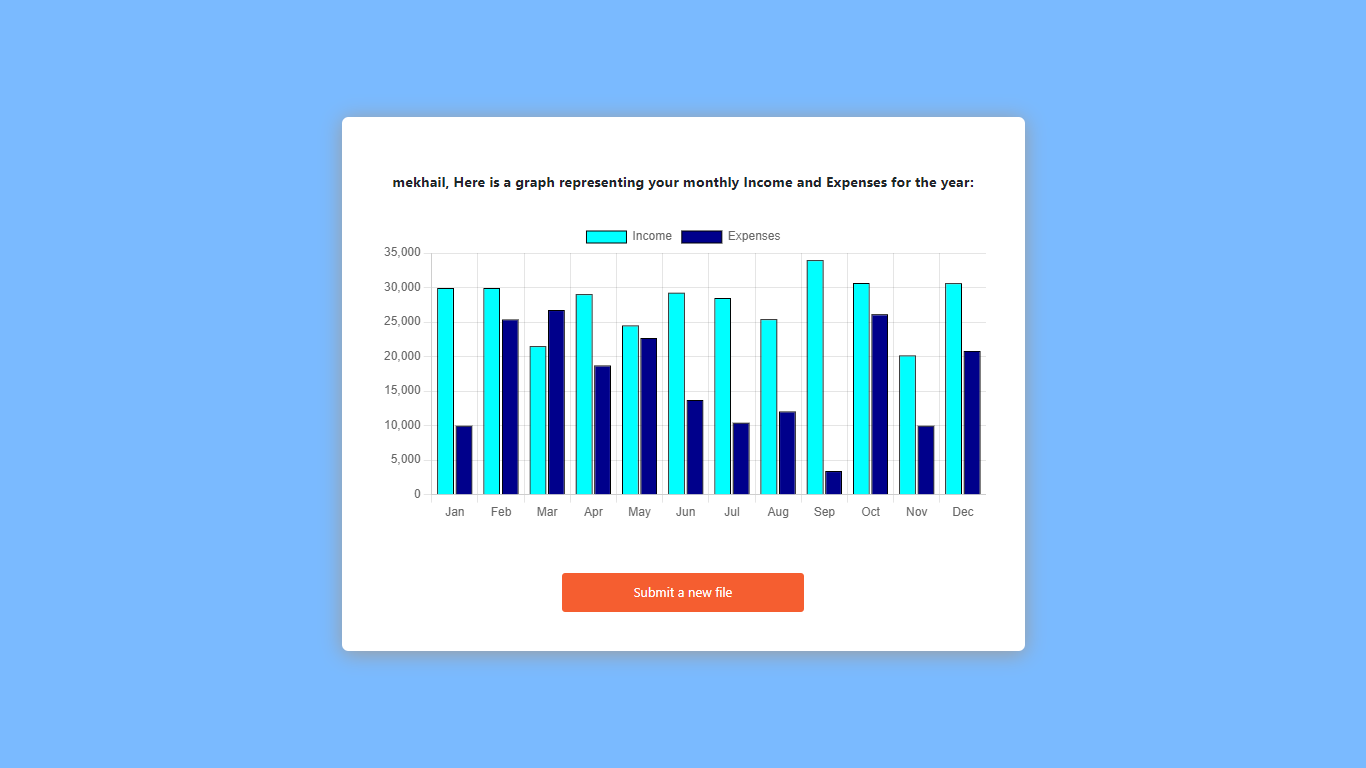 mekhail, Here is a graph representing your monthly Income and Expenses for the year:
Income Expenses
35,000
30,000
25,000
20,000
15,000
10,000
5,000
0
Jan Feb Mar Apr May Jun Jul Aug Sep Oct Nov Dec
Submit a new file